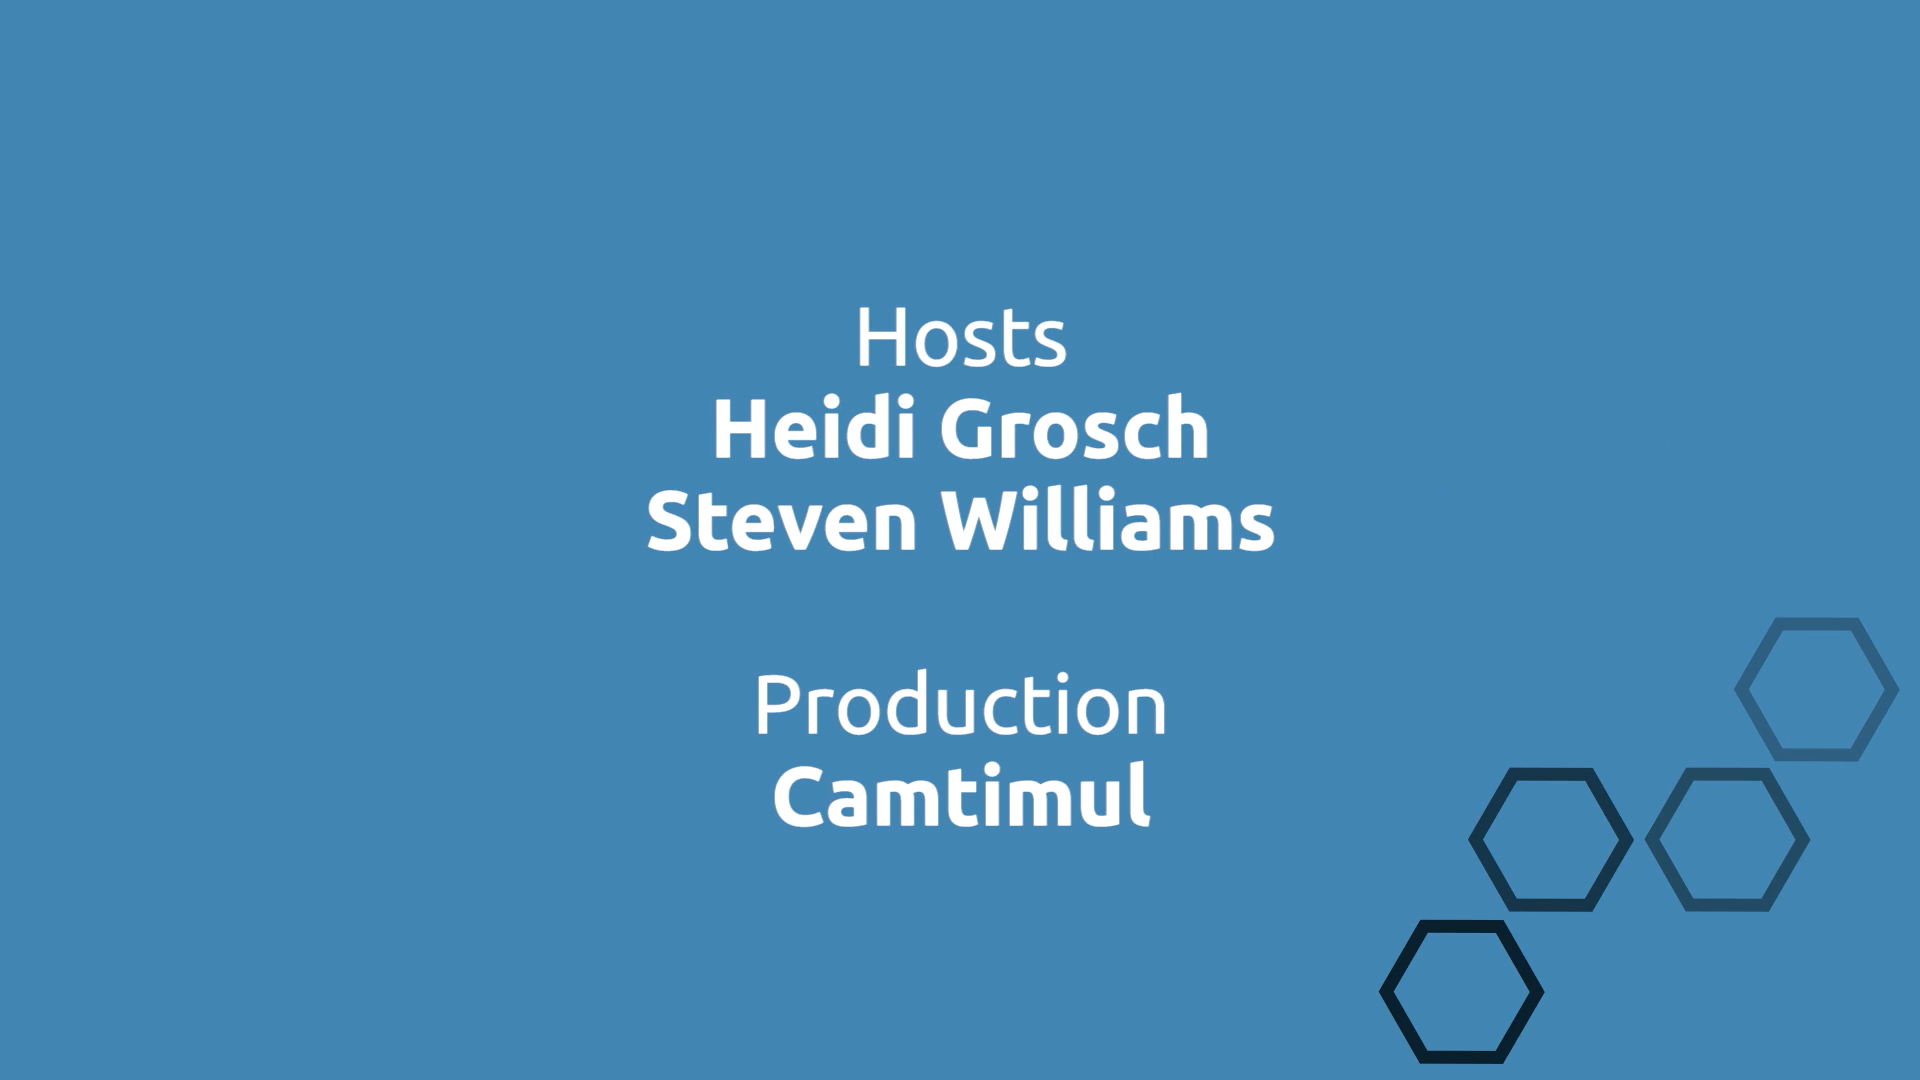 Hosts
Heidi Grosch
Steven Williams
Production
Camtimul